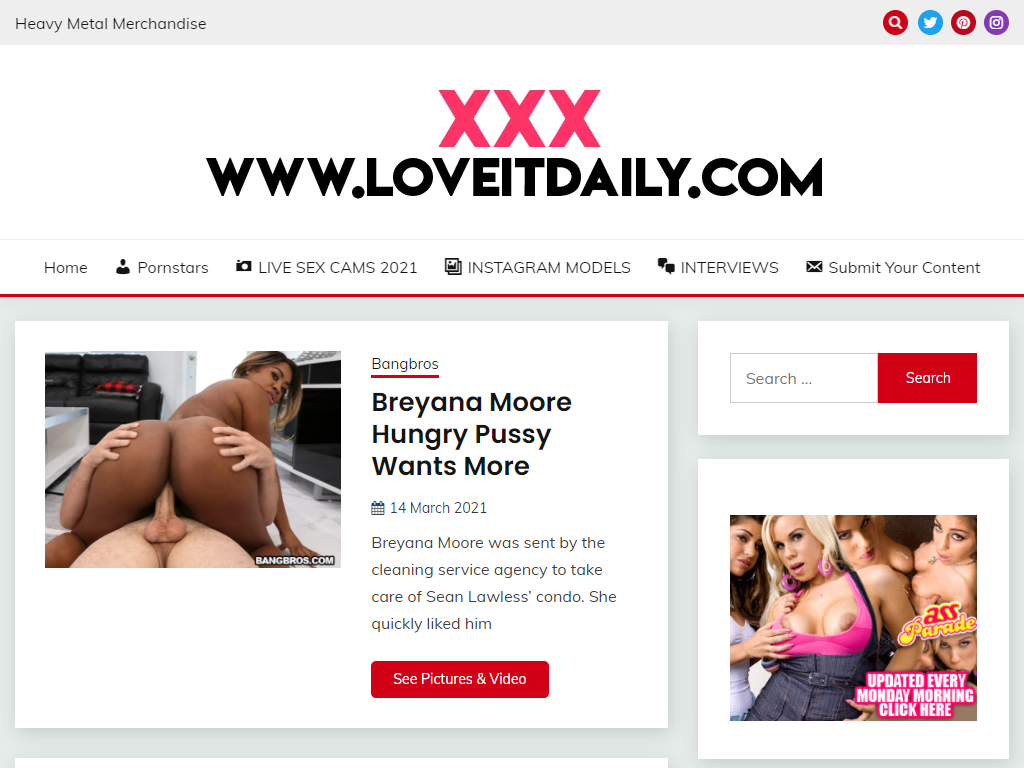 Heavy Metal Merchandise
XXX
WWW.LOVEITDAILY.COM
Home
Pornstars
LIVE SEX CAMS 2021
INSTAGRAM MODELS
INTERVIEWS
Submit Your Content
BANGBROS.COM
Bangbros
Breyana Moore
Hungry Pussy
Wants More
14 March 2021
Breyana Moore was sent by the
cleaning service agency to take
care of Sean Lawless’ condo. She
quickly liked him
See Pictures & Video
Search …
Search
ass
Parade
UPDATED EVERY
MONDAY MORNING
CLICK HERE